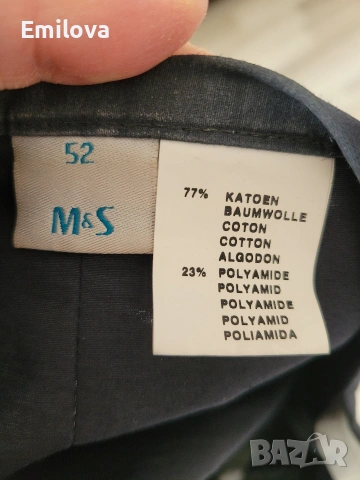 Emilova
52
M&S
77% KATOEN
BAUMWOLLE
COTON
COTTON
ALGODON
23% POLYAMIDE
POLYAMID
POLYAMIDE
POLYAMID
POLIAMIDA
BAZAR